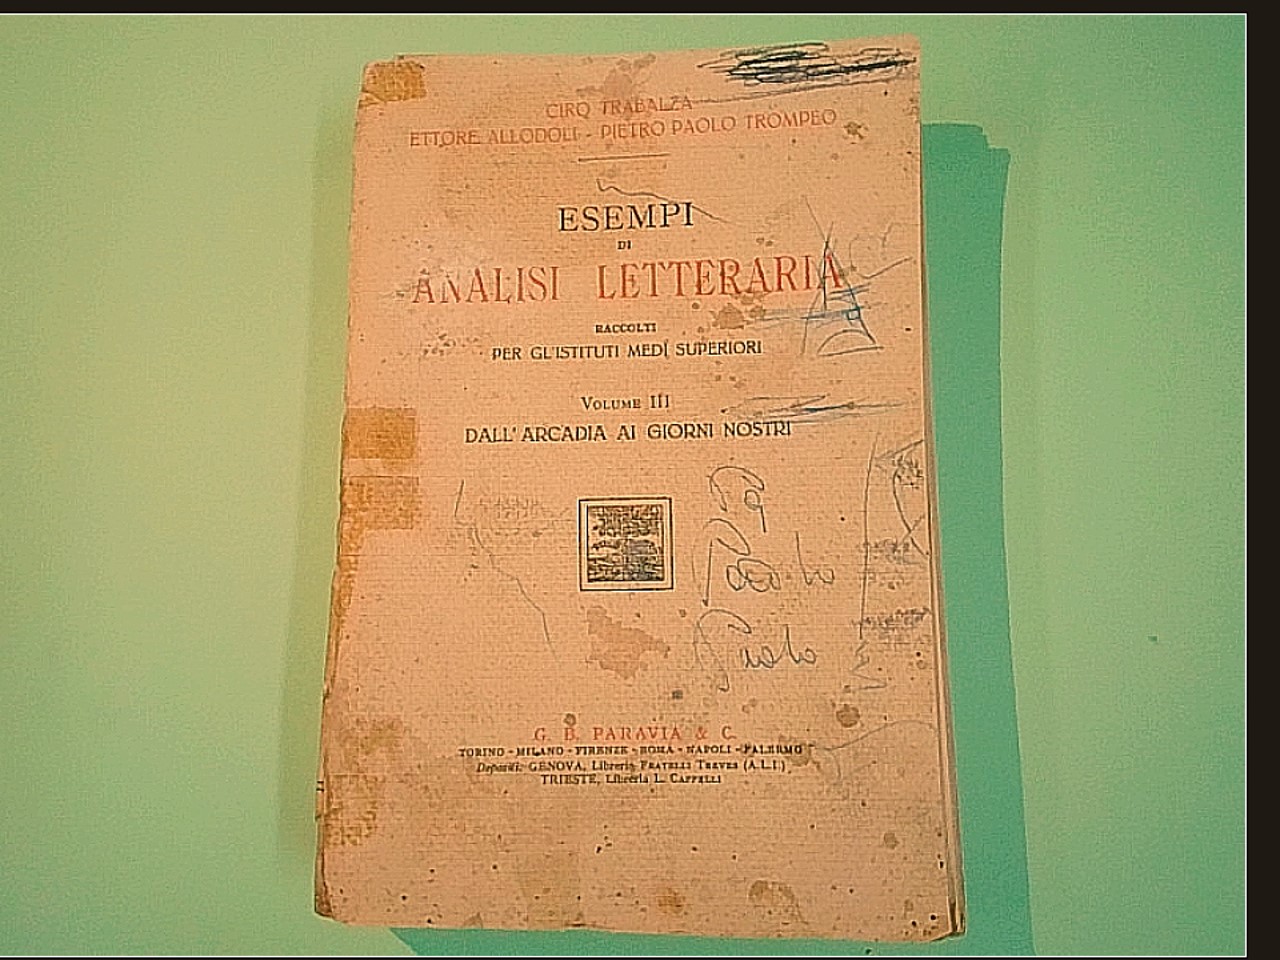 CIRO TRABALZA
ETTORE ALLODOLI - PIETRO PAOLO TROMPEO
ESEMPI
DI
ANALISI LETTERARIA
RACCOLTI
PER GL'ISTITUTI MEDÎ SUPERIORI
VOLUME III
DALL'ARCADIA AI GIORNI NOSTRI
Paolo
G. B. PARAVIA & C.
TORINO - MILANO - FIRENZE - ROMA - NAPOLI - PALERMO
Depositi: GENOVA, Libreria FRATELLI TREVES (A.L.I.)
TRIESTE, Libreria L. CAPPELLI